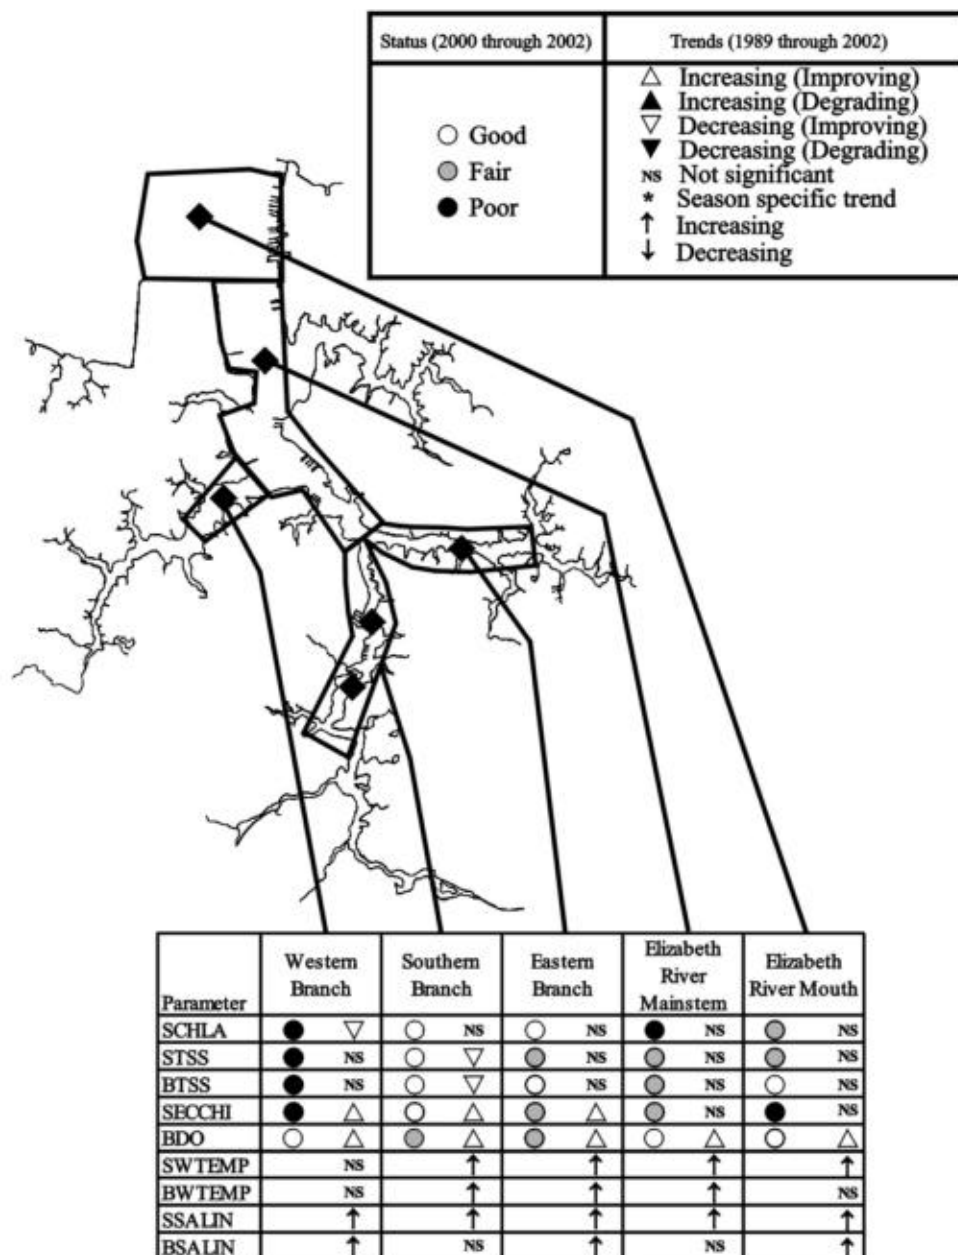 Status (2000 through 2002) Trends (1989 through 2002)
Good
Fair
Poor
Increasing (Improving)
Increasing (Degrading)
Decreasing (Improving)
Decreasing (Degrading)
NS Not significant
* Season specific trend
↑ Increasing
↓ Decreasing
Parameter Western Branch Southern Branch Eastern Branch Elizabeth River Mainstem Elizabeth River Mouth
SCHLA NS NS NS NS
STSS NS NS NS NS
BTSS NS NS NS NS
SECCHI NS NS
BDO
SWTEMP NS ↑ ↑ ↑ ↑
BWTEMP NS ↑ ↑ ↑ NS
SSALIN ↑ ↑ ↑ ↑ ↑
BSALIN ↑ NS ↑ NS ↑